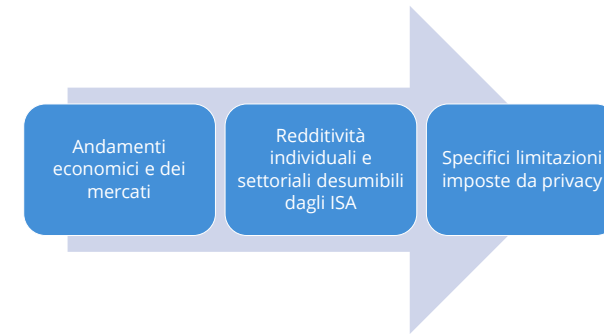 Andamenti
economici e dei
mercati
Redditività
individuali e
settoriali desumibili
dagli ISA
Specifici limitazioni
imposte da privacy